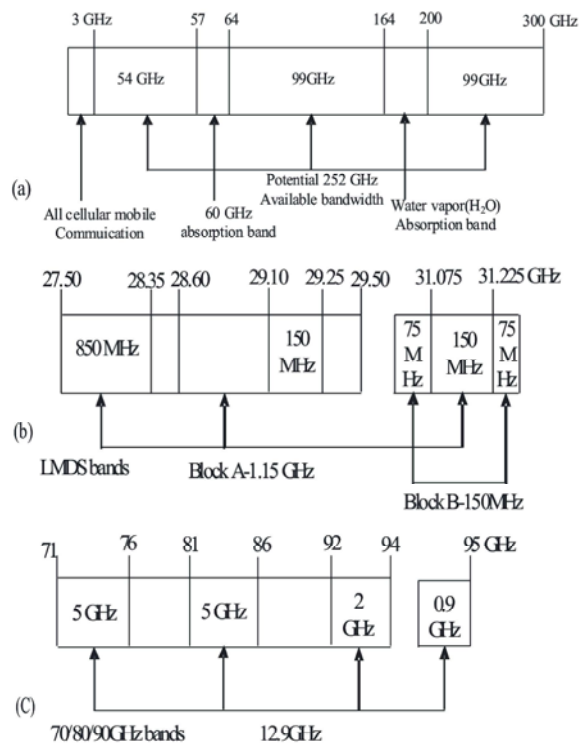 3 GHz 57 64 164 200 300 GHz
54 GHz 99GHz 99GHz
Potential 252 GHz
Available bandwidth
(a)
All cellular mobile
Commuication
60 GHz
absorption band
Water vapor(H₂O)
Absorption band
27.50 28.35 28.60 29.10 29.25 29.50 31.075 31.225 GHz
850 MHz
150
MHz
75
M
Hz
150
MHz
75
M
Hz
(b)
LMDS bands
Block A-1.15 GHz
Block B-150MHz
71 76 81 86 92 94 95 GHz
5 GHz 5 GHz
2
GHz
0.9
GHz
(C)
70/80/90GHz bands 12.9GHz